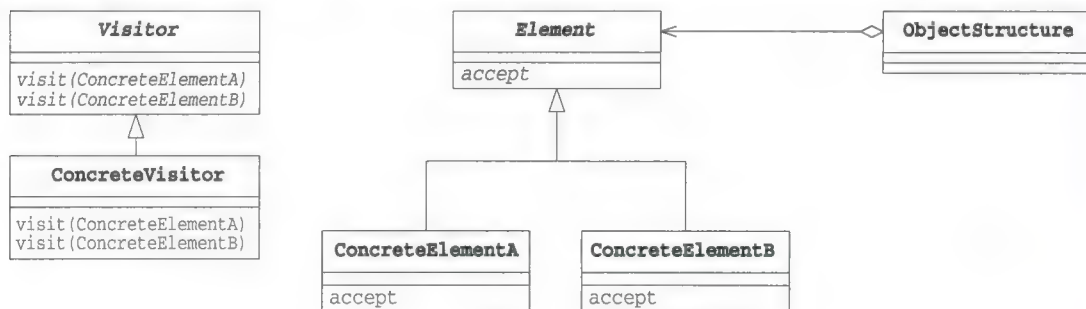 Visitor
visit(ConcreteElementA)
visit(ConcreteElementB)
ConcreteVisitor
visit(ConcreteElementA)
visit(ConcreteElementB)
Element
accept
ObjectStructure
ConcreteElementA
accept
ConcreteElementB
accept